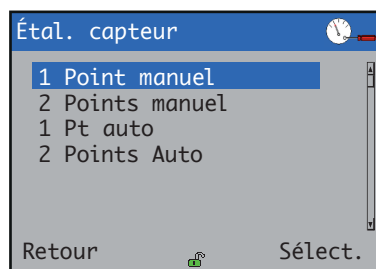 Étal. capteur
1 Point manuel
2 Points manuel
1 Pt auto
2 Points Auto
Retour Sélect.